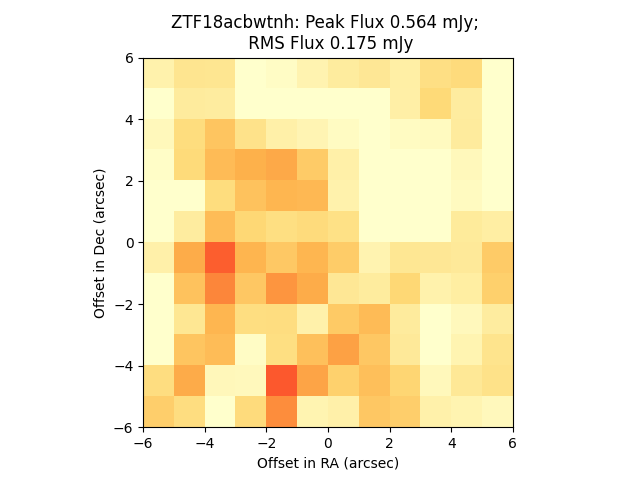 ZTF18acbwtnh: Peak Flux 0.564 mJy;
RMS Flux 0.175 mJy
6
4
2
0
−2
−4
−6
Offset in Dec (arcsec)
−6 −4 −2 0 2 4 6
Offset in RA (arcsec)